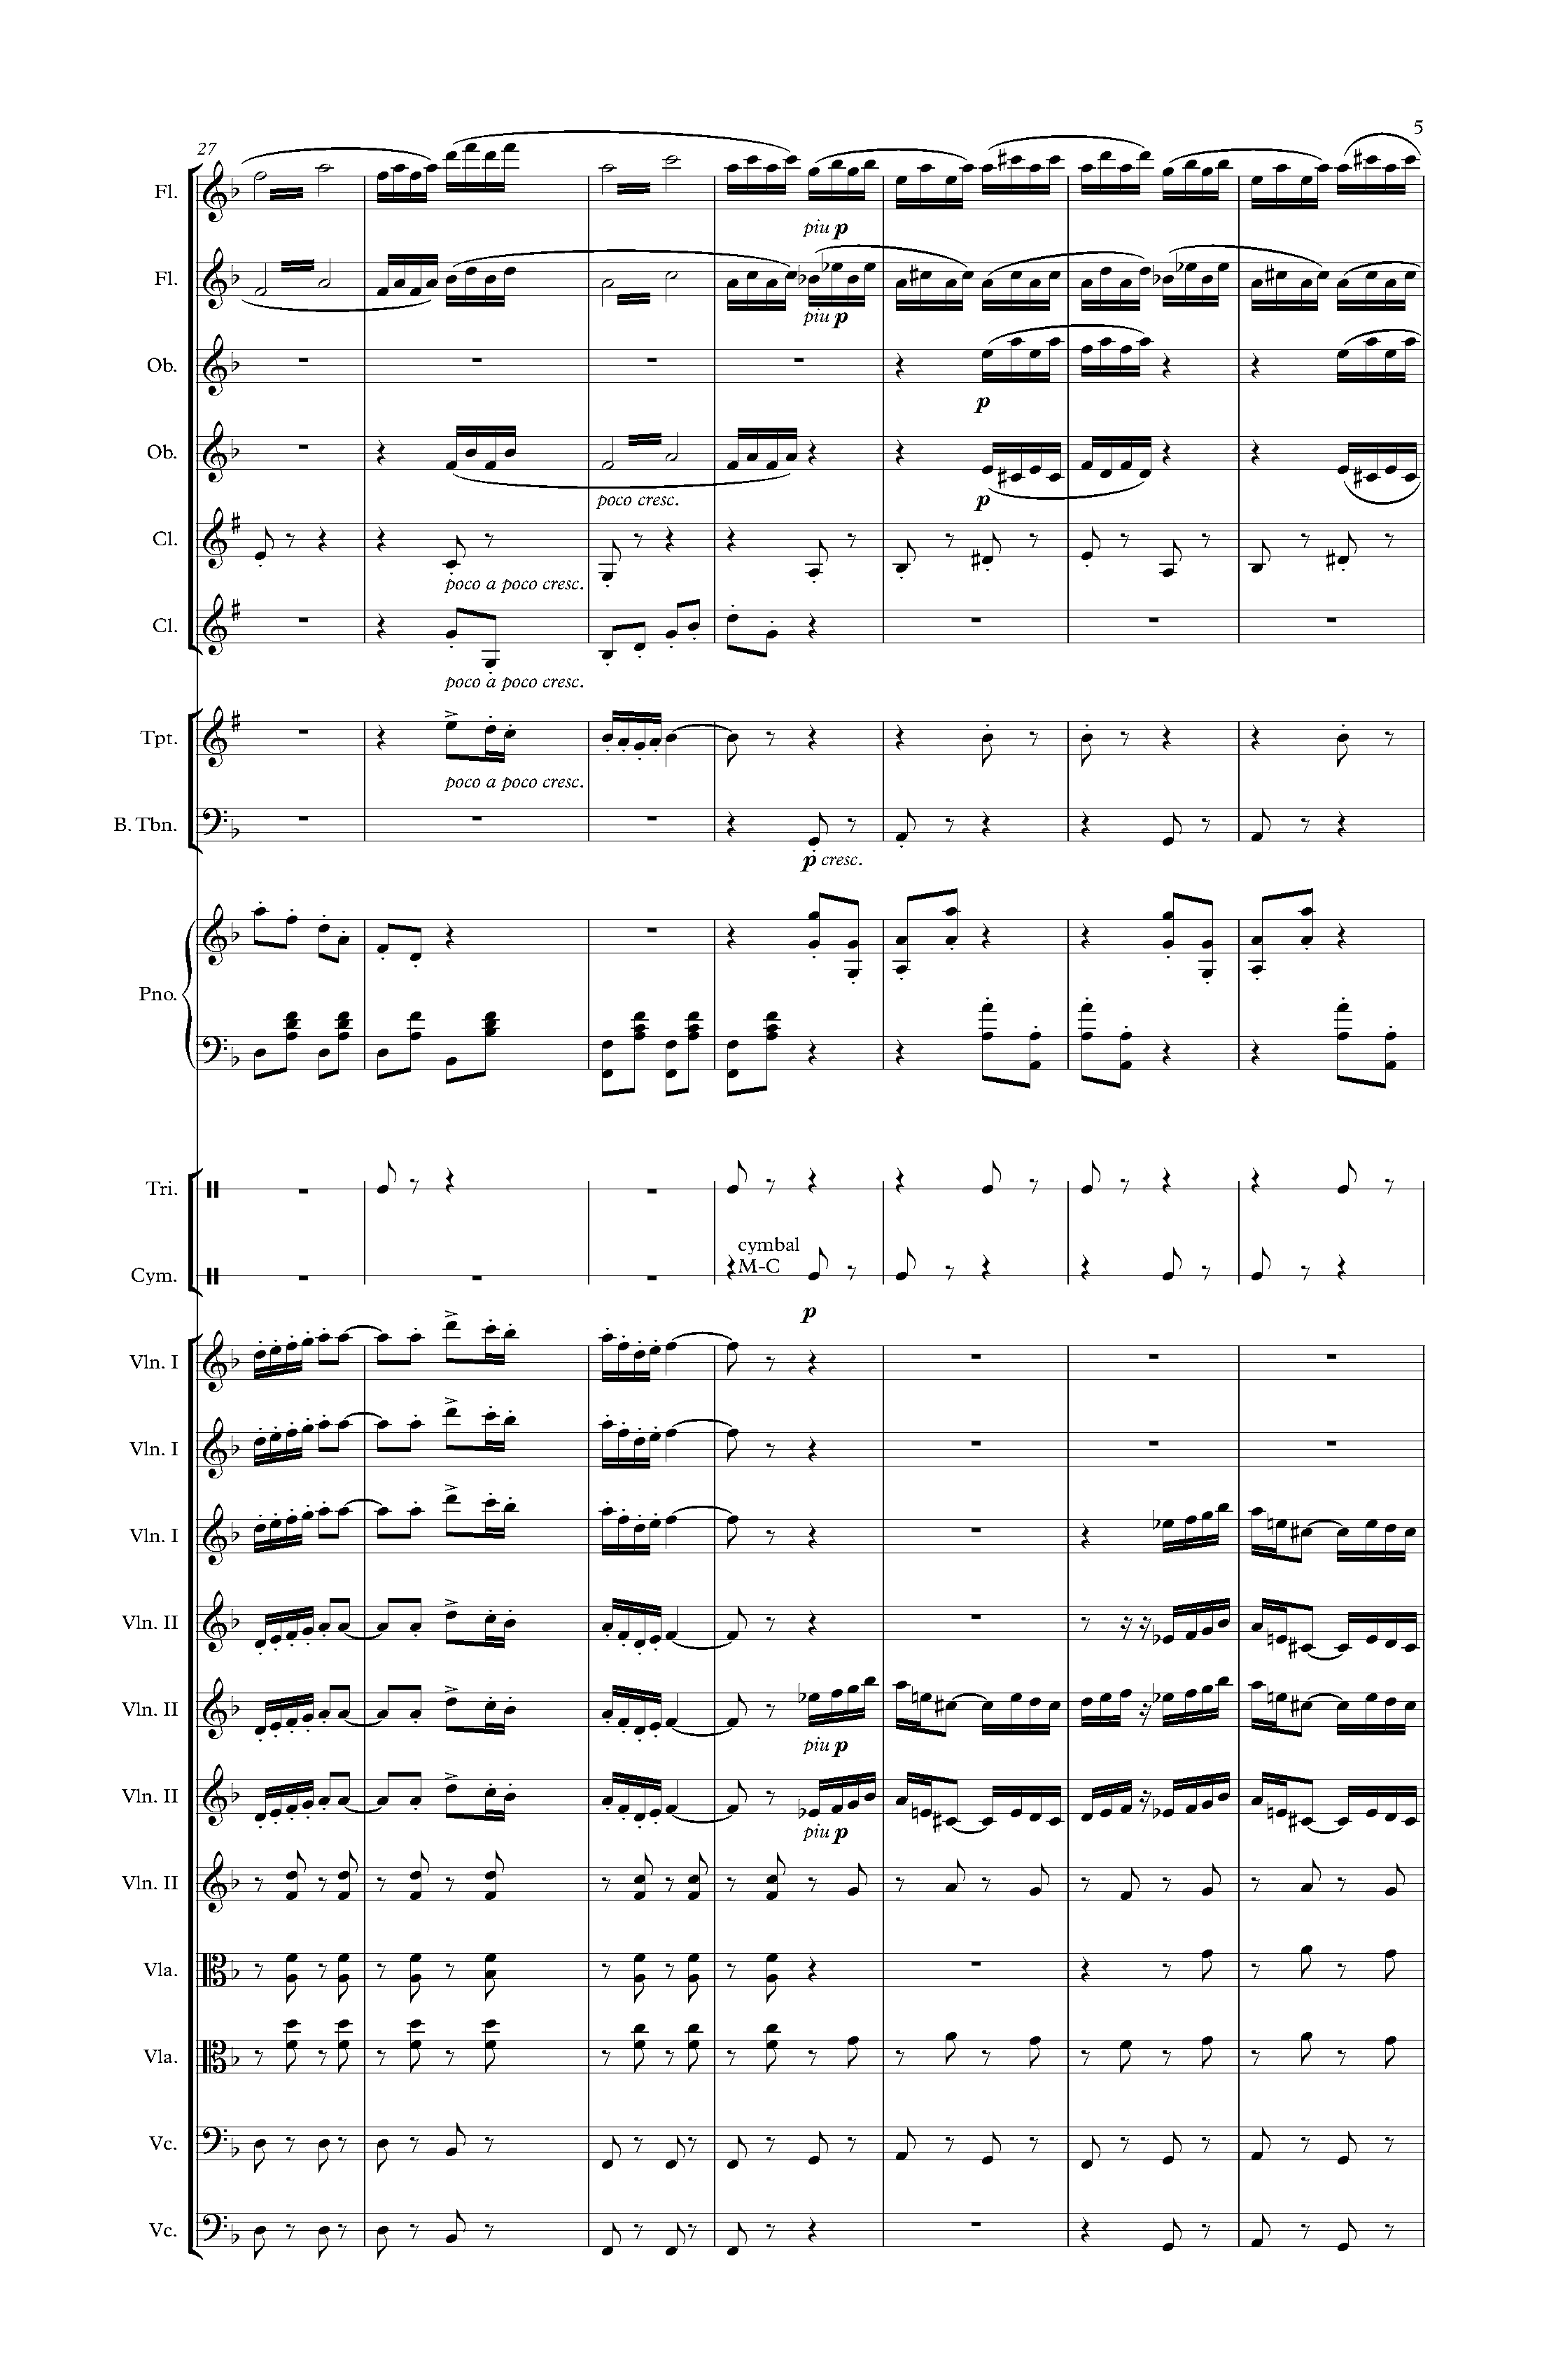 5
27
Fl.
piu p
Fl.
piu p
Ob.
p
Ob.
poco cresc.
p
Cl.
poco a poco cresc.
Cl.
poco a poco cresc.
Tpt.
poco a poco cresc.
B. Tbn.
p cresc.
Pno.
Tri.
cymbal
M-C
Cym.
p
Vln. I
Vln. I
Vln. I
Vln. II
Vln. II
piu p
Vln. II
piu p
Vln. II
Vla.
Vla.
Vc.
Vc.